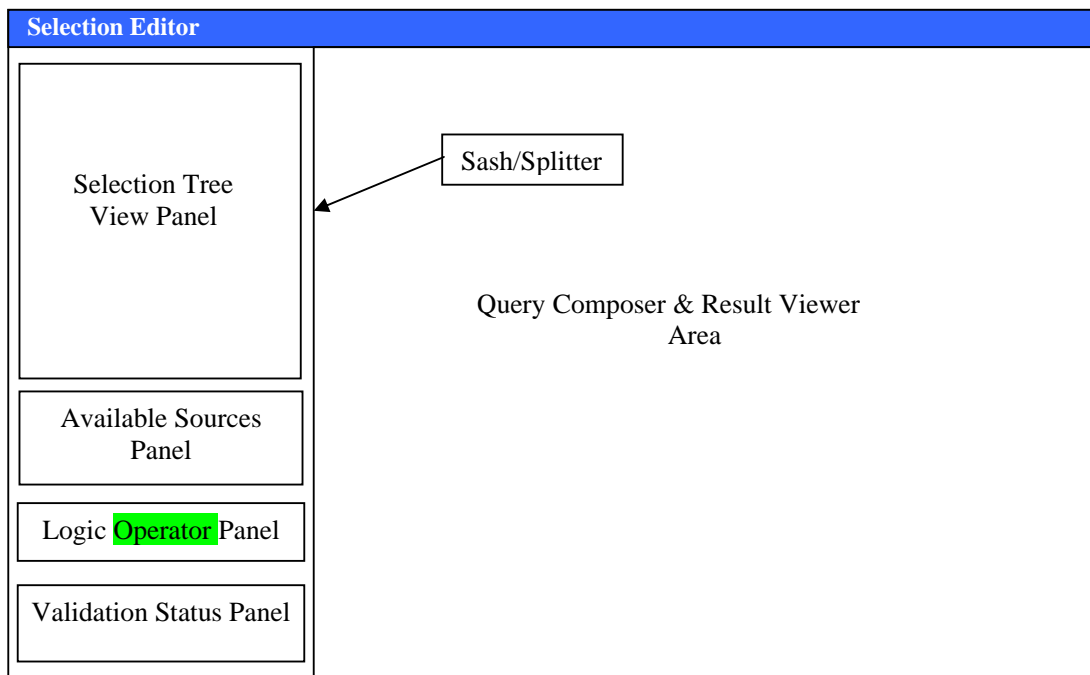 Selection Editor
Selection Tree
View Panel
Sash/Splitter
Query Composer & Result Viewer
Area
Available Sources
Panel
Logic Operator Panel
Validation Status Panel